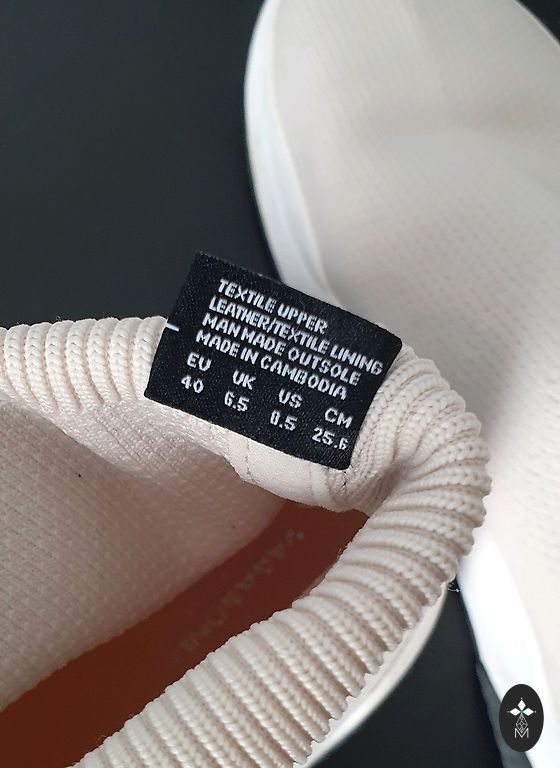 TEXTILE UPPER
LEATHER/TEXTILE LINING
MAN MADE OUTSOLE
MADE IN CAMBODIA
EU UK US CM
40 6.5 8.5 25.6
M